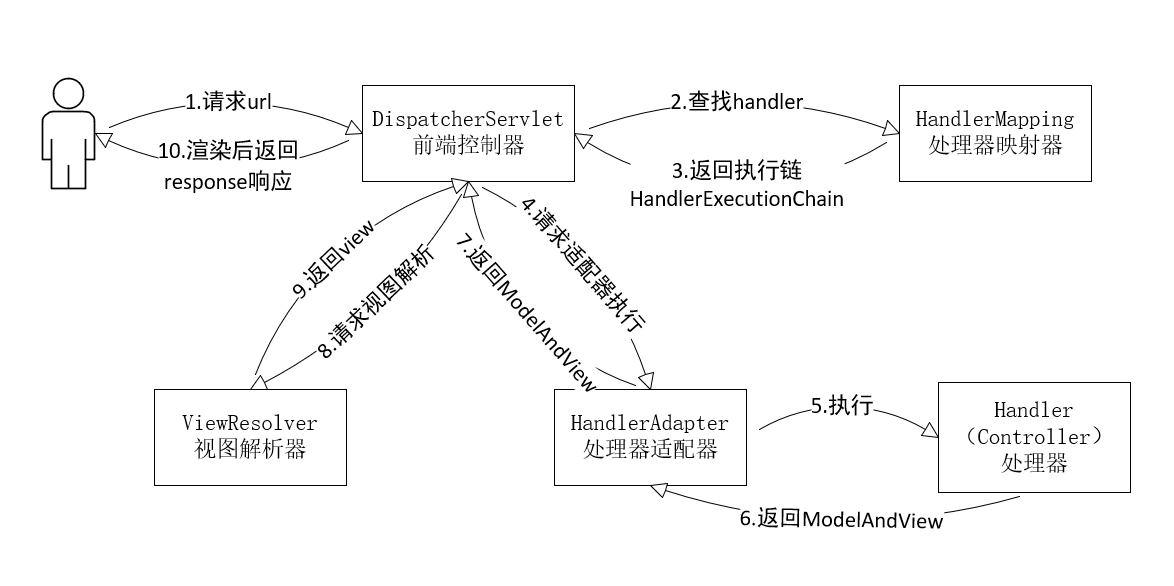 1.请求url
10.渲染后返回
response响应
DispatcherServlet
前端控制器
2.查找handler
3.返回执行链
HandlerExecutionChain
HandlerMapping
处理器映射器
4.请求适配器执行
7.返回ModelAndView
9.返回view
8.请求视图解析
ViewResolver
视图解析器
HandlerAdapter
处理器适配器
5.执行
6.返回ModelAndView
Handler
（Controller）
处理器